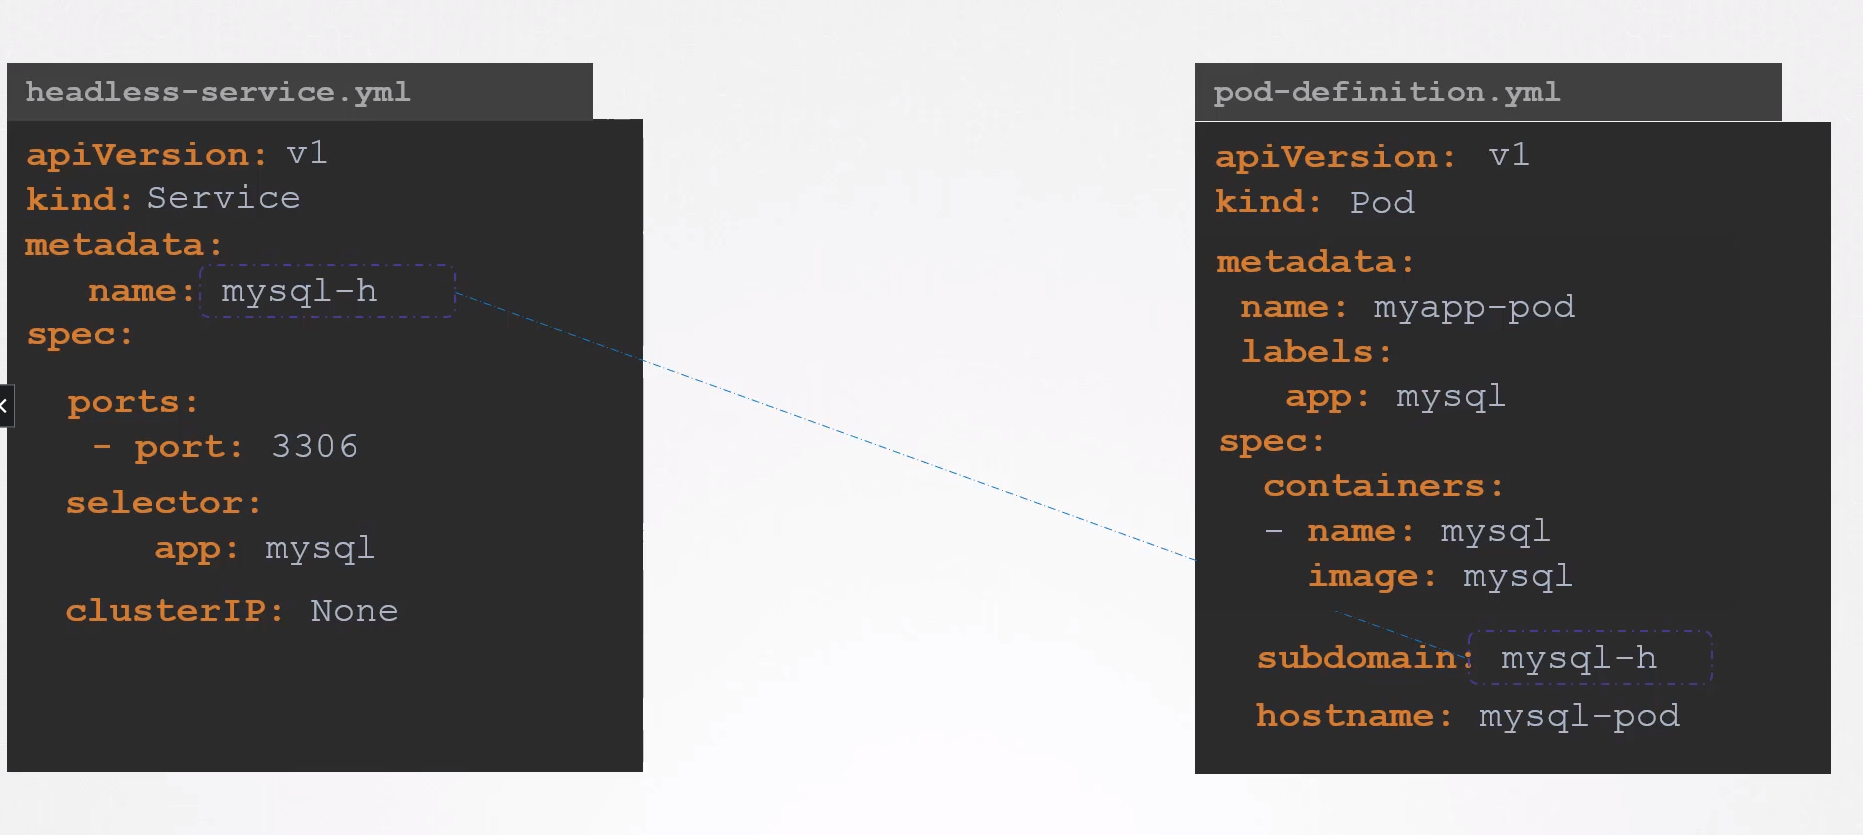 headless-service.yml
apiVersion: v1
kind: Service
metadata:
name: mysql-h
spec:
ports:
- port: 3306
selector:
app: mysql
clusterIP: None
pod-definition.yml
apiVersion: v1
kind: Pod
metadata:
name: myapp-pod
labels:
app: mysql
spec:
containers:
- name: mysql
image: mysql
subdomain: mysql-h
hostname: mysql-pod